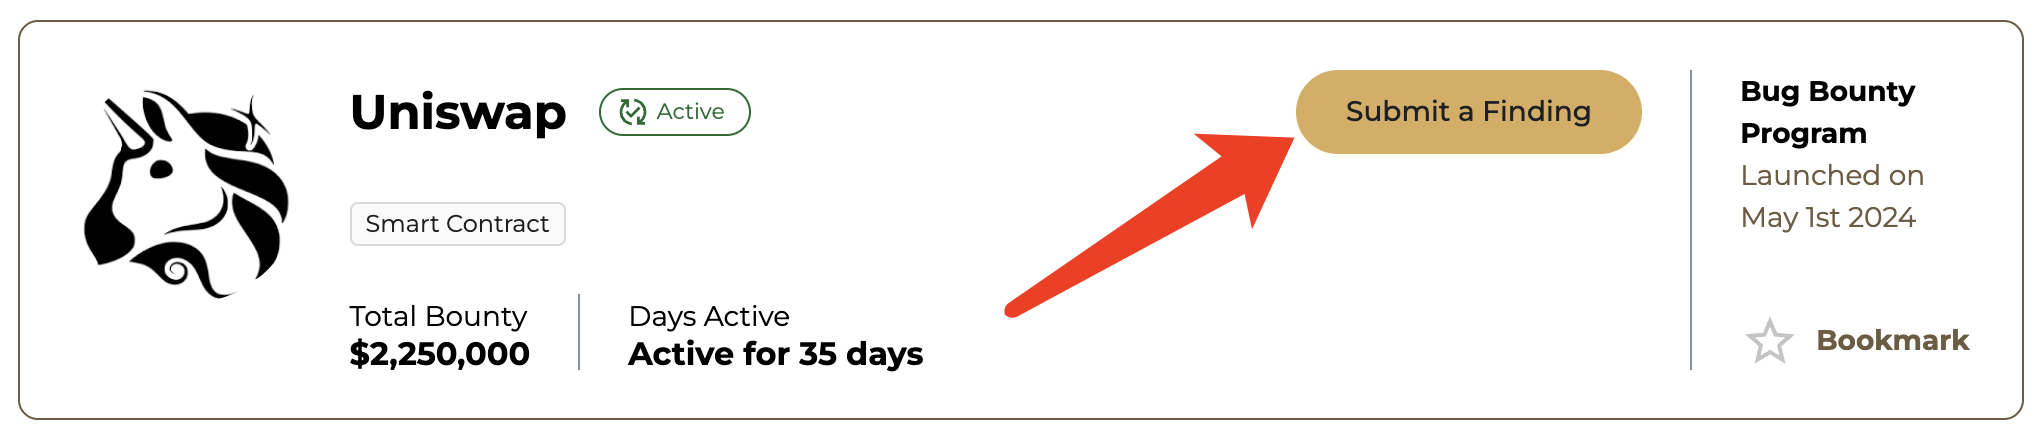 Uniswap
Active
Submit a Finding
Smart Contract
Total Bounty
$2,250,000
Days Active
Active for 35 days
Bug Bounty
Program
Launched on
May 1st 2024
Bookmark